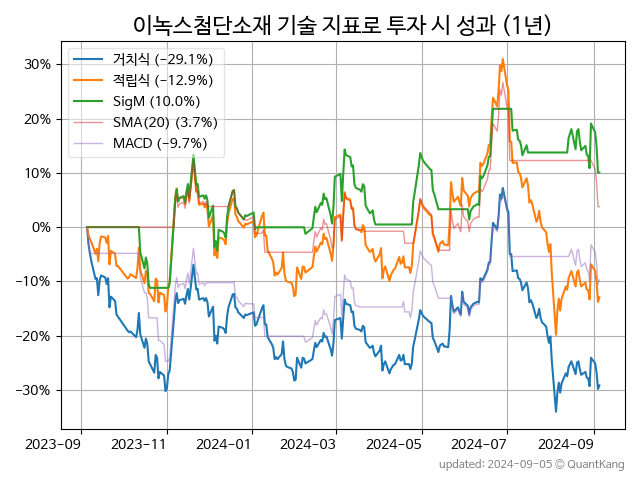 이녹스첨단소재 기술 지표로 투자 시 성과 (1년)
거치식 (−29.1%)
적립식 (−12.9%)
SigM (10.0%)
SMA(20) (3.7%)
MACD (−9.7%)
30%
20%
10%
0%
−10%
−20%
−30%
2023-09 2023-11 2024-01 2024-03 2024-05 2024-07 2024-09
updated: 2024-09-05 © QuantKang